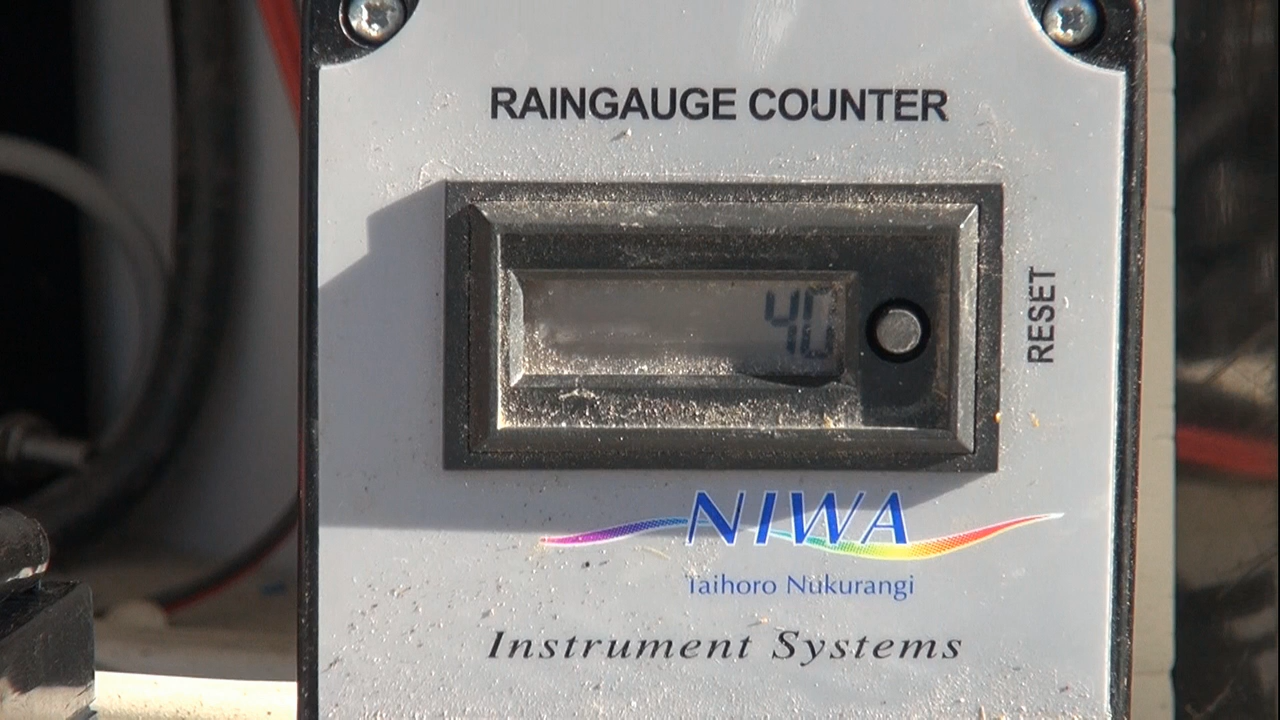 RAINGAUGE COUNTER
40
RESET
NIWA
Taihoro Nukurangi
Instrument Systems